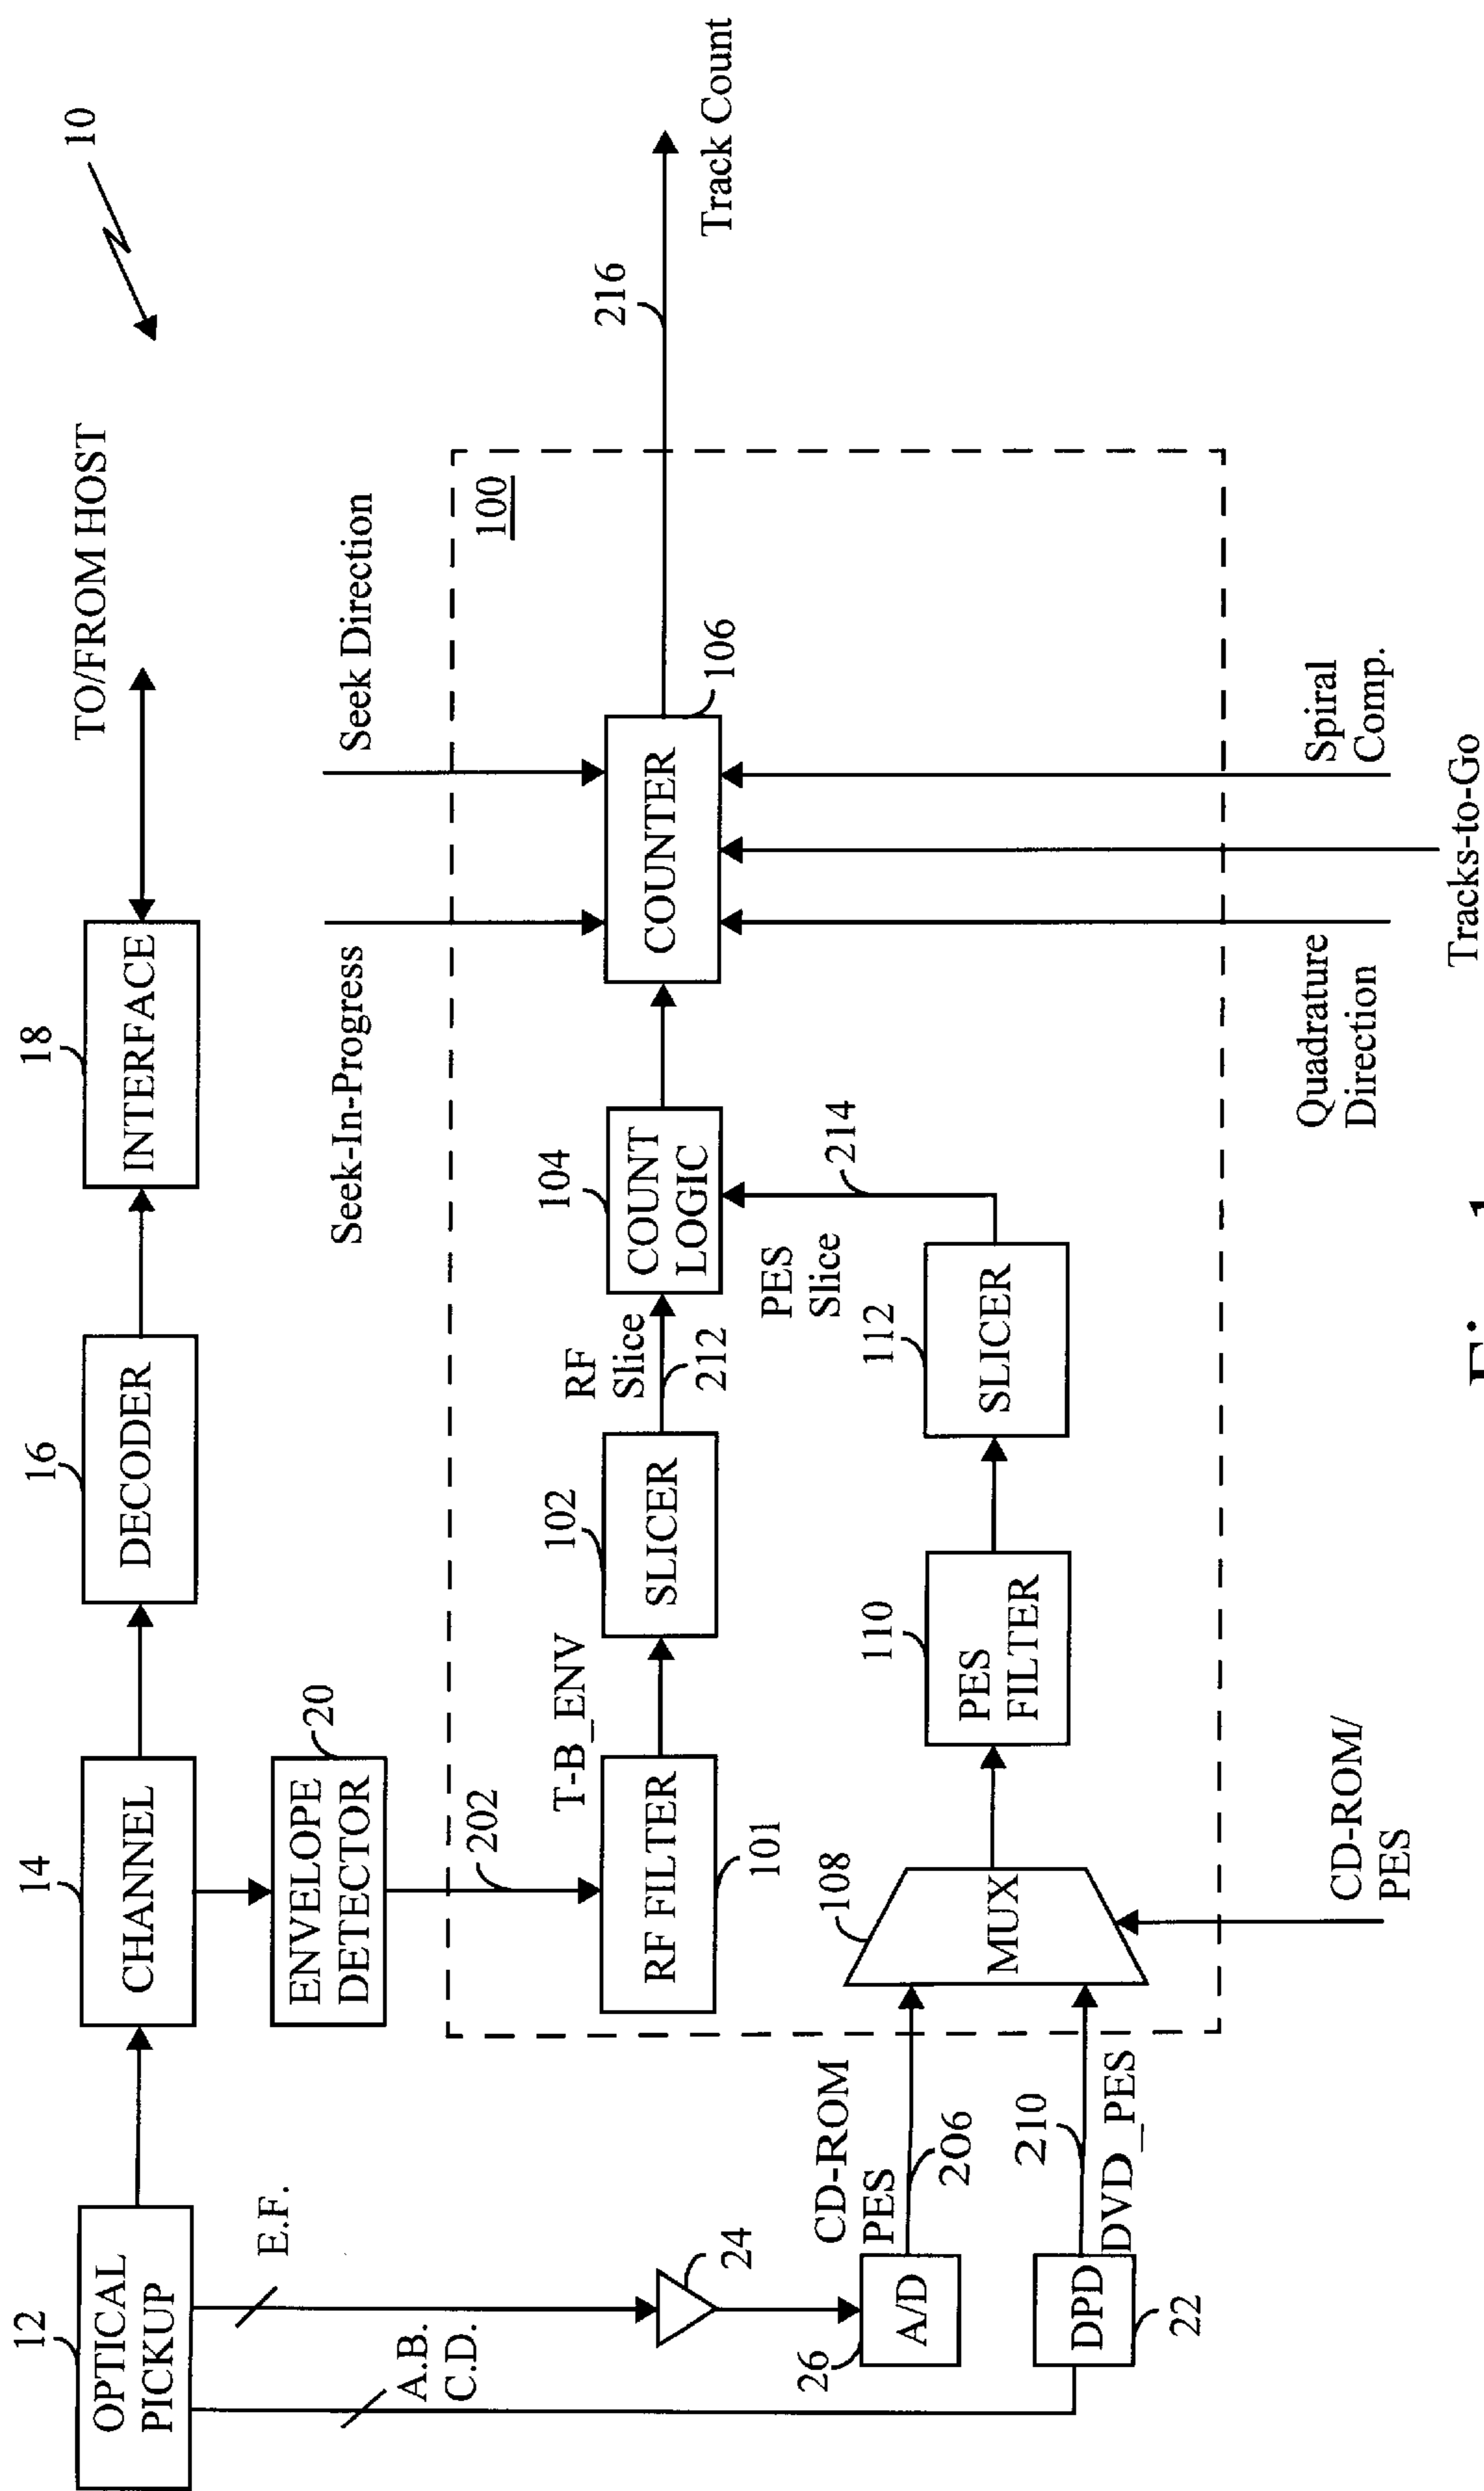 10
TO/FROM HOST
12
OPTICAL
PICKUP
14
CHANNEL
16
DECODER
18
INTERFACE
E.F.
A.B.
C.D.
20
ENVELOPE
DETECTOR
Seek-In-Progress
Seek Direction
100
202
T-B_ENV
RF FILTER
101
102
SLICER
RF
Slice
212
104
COUNT
LOGIC
COUNTER
106
216
Track Count
24
26
A/D
CD-ROM
PES
206
DPD
22
210
DVD_PES
108
MUX
110
PES
FILTER
112
SLICER
PES
Slice
214
CD-ROM/
PES
Quadrature
Direction
Tracks-to-Go
Spiral
Comp.